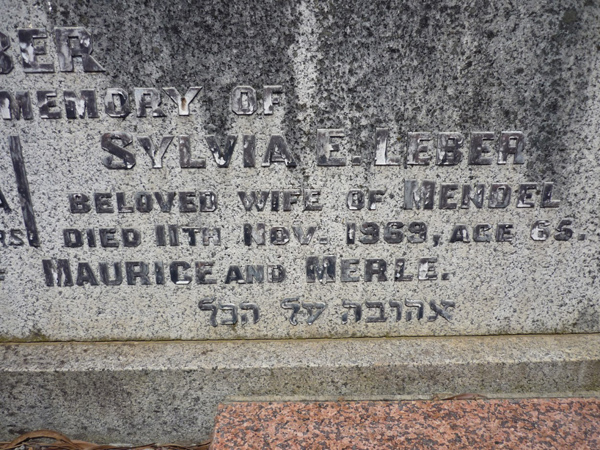 BER
MEMORY OF
SYLVIA E. LEBER
BELOVED WIFE OF MENDEL
DIED 11TH NOV. 1969, AGE 65.
MAURICE AND MERLE.
אהובה על הכל